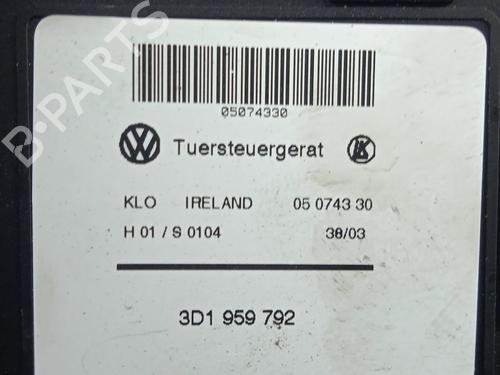 B-PARTS
05074330
Tuersteuergerat
KLO IRELAND 05 0743 30
H 01 / S 0104 38/03
3D1 959 792